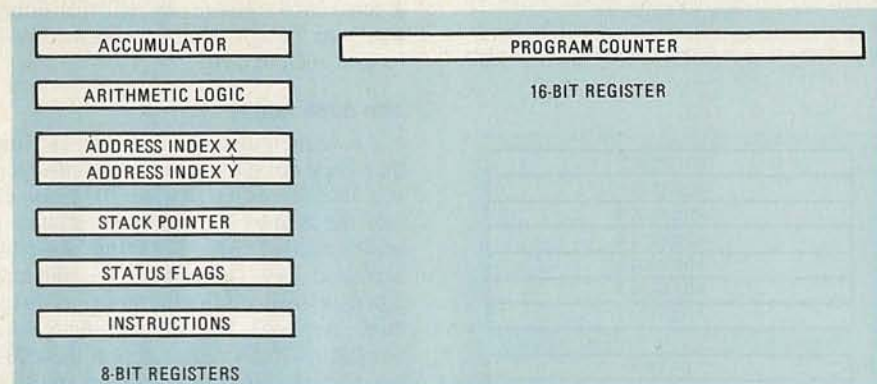 ACCUMULATOR
ARITHMETIC LOGIC
ADDRESS INDEX X
ADDRESS INDEX Y
STACK POINTER
STATUS FLAGS
INSTRUCTIONS
8-BIT REGISTERS
PROGRAM COUNTER
16-BIT REGISTER